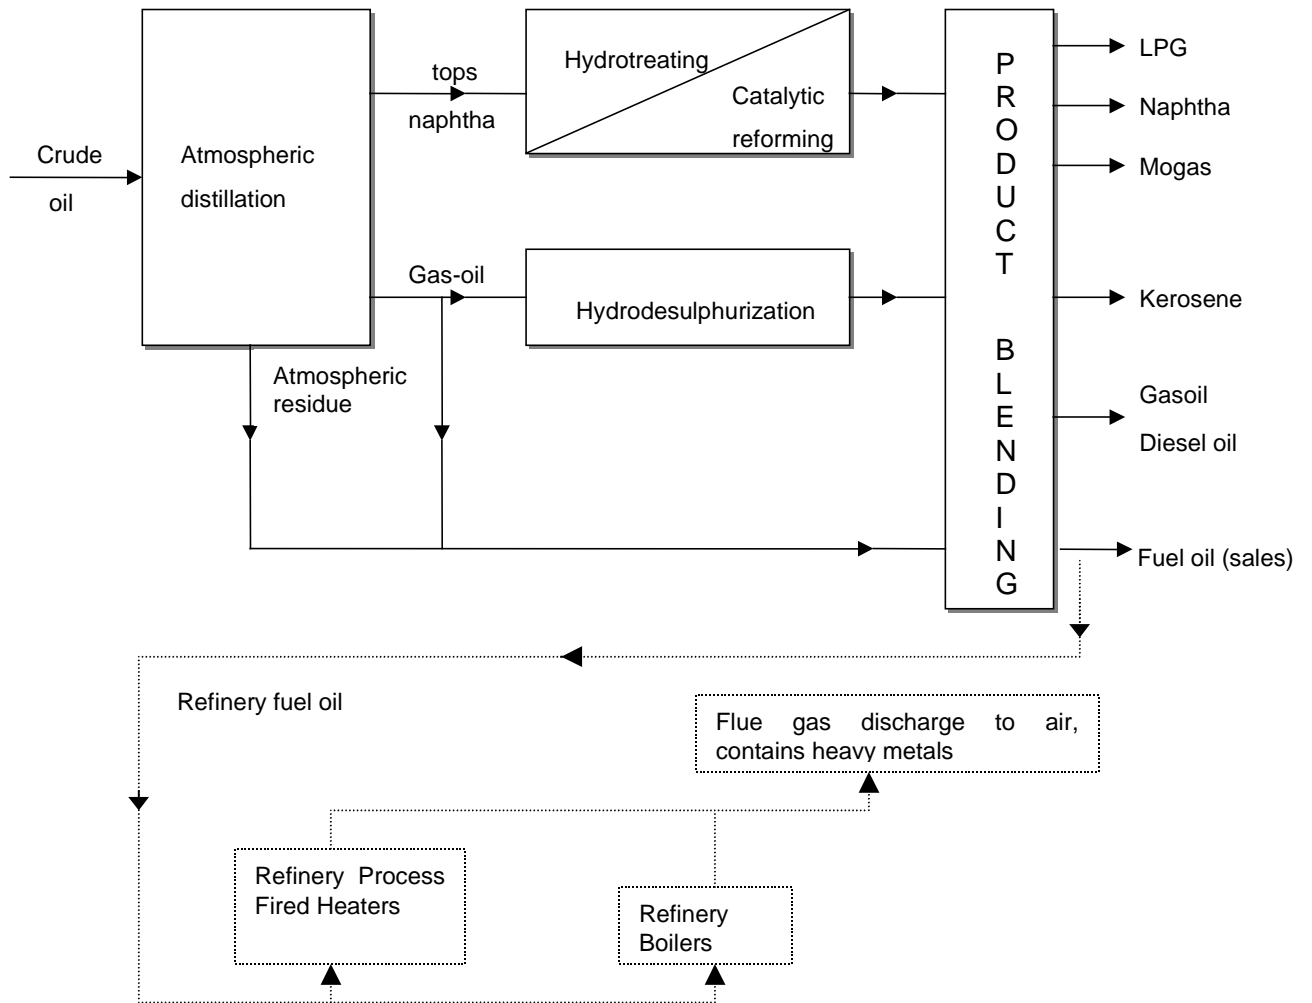 Crude
oil
Atmospheric
distillation
tops
naphtha
Hydrotreating
Catalytic
reforming
Gas-oil
Hydrodesulphurization
Atmospheric
residue
PRODUCT
BLENDING
LPG
Naphtha
Mogas
Kerosene
Gasoil
Diesel oil
Fuel oil (sales)
Refinery fuel oil
Flue gas discharge to air,
contains heavy metals
Refinery Process
Fired Heaters
Refinery
Boilers